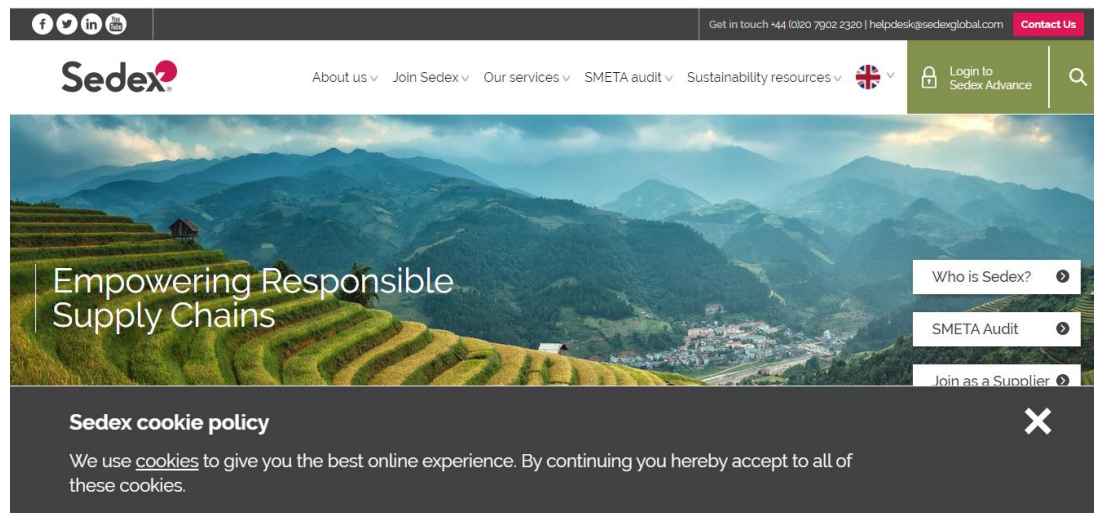 f in You Tube
Get in touch +44 (0)20 7902 2320 | helpdesk@sedexglobal.com Contact Us
Sedex®
About us Join Sedex Our services SMETA audit Sustainability resources
Login to
Sedex Advance
Empowering Responsible
Supply Chains
Who is Sedex?
SMETA Audit
Join as a Supplier
Sedex cookie policy
We use cookies to give you the best online experience. By continuing you hereby accept to all of
these cookies.